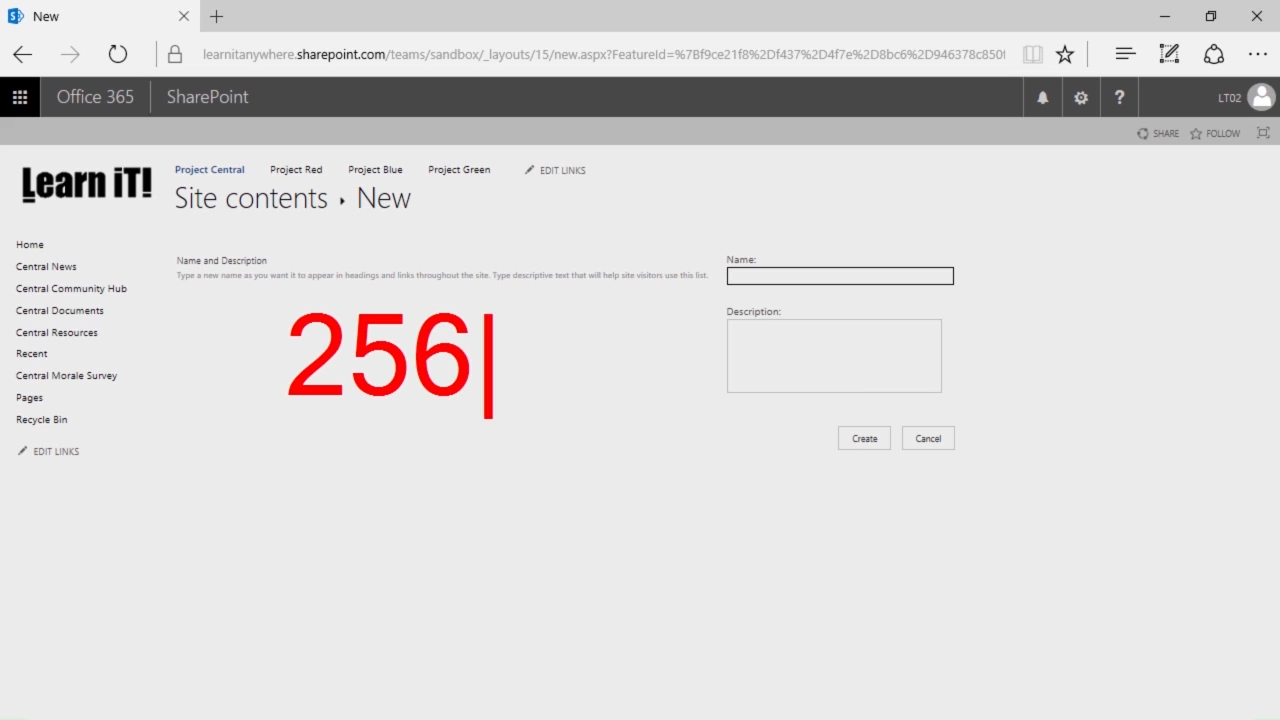 New
learnitanywhere.sharepoint.com/teams/sandbox/_layouts/15/new.aspx?FeatureId=%7Bf9ce21f8%2Df437%2D4f7e%2D8bc6%2D946378c850f
Office 365 SharePoint LT02
SHARE FOLLOW
Learn iT!
Project Central Project Red Project Blue Project Green EDIT LINKS
Site contents ▸ New
Home
Central News
Central Community Hub
Central Documents
Central Resources
Recent
Central Morale Survey
Pages
Recycle Bin
EDIT LINKS
Name and Description
Type a new name as you want it to appear in headings and links throughout the site. Type descriptive text that will help site visitors use this list.
256
Name:
Description:
Create Cancel